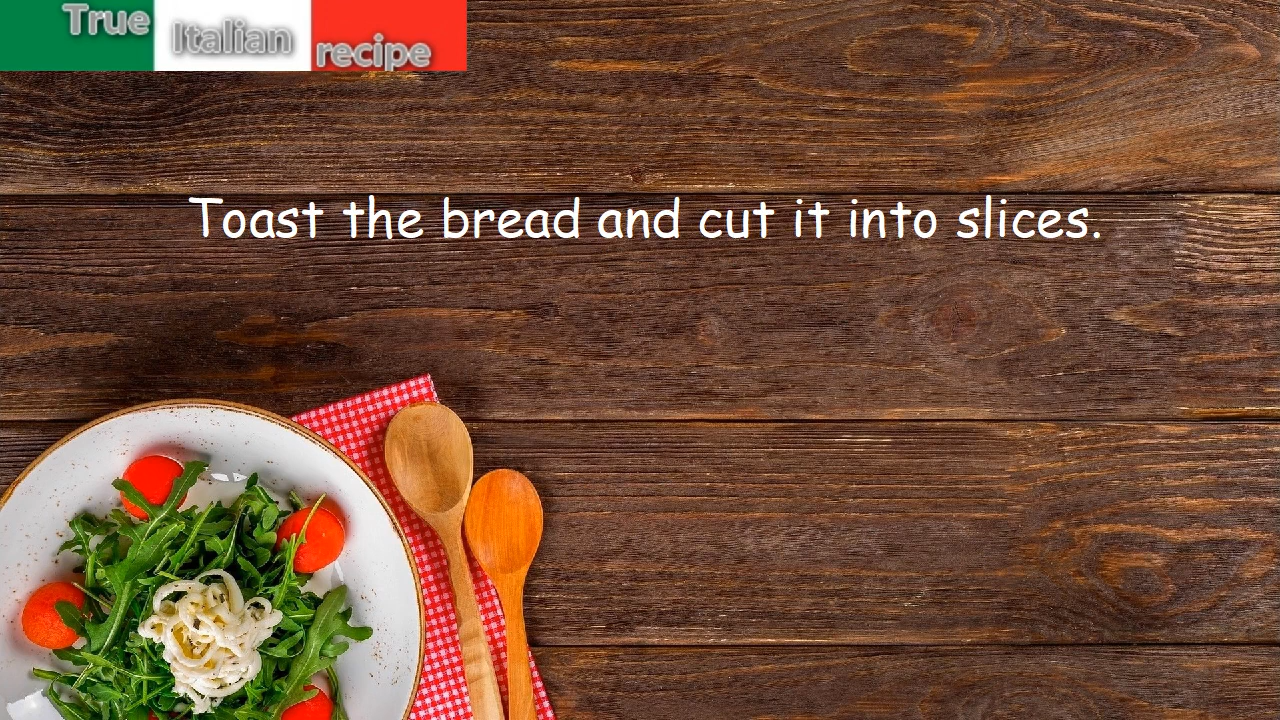 True Italian recipe
Toast the bread and cut it into slices.